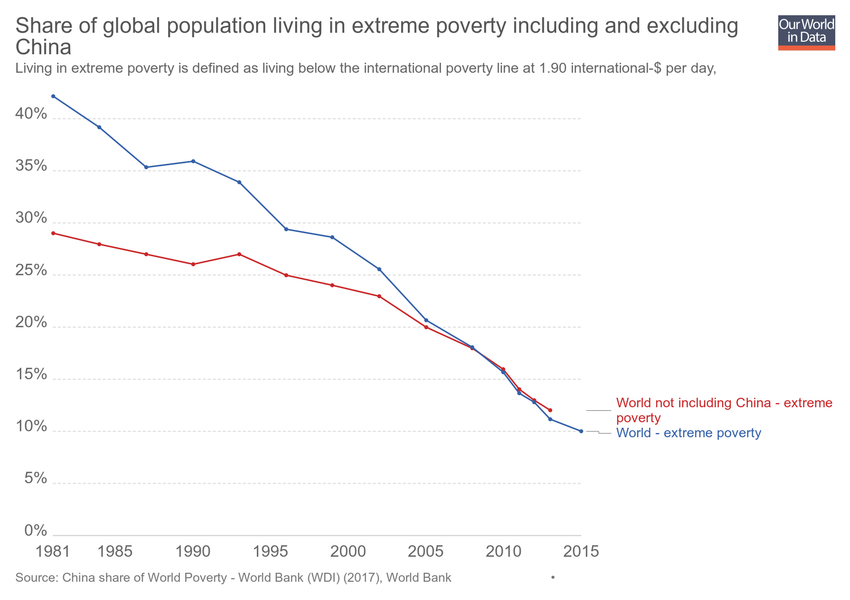 Share of global population living in extreme poverty including and excluding
China
Our World
in Data
Living in extreme poverty is defined as living below the international poverty line at 1.90 international-$ per day,
40%
35%
30%
25%
20%
15%
10%
5%
0%
World not including China - extreme
poverty
World - extreme poverty
1981 1985 1990 1995 2000 2005 2010 2015
Source: China share of World Poverty - World Bank (WDI) (2017), World Bank •